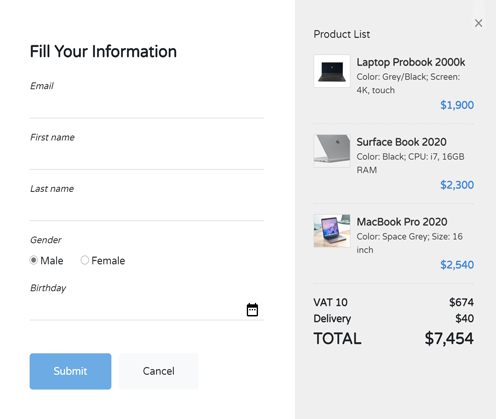 Fill Your Information
Email
First name
Last name
Gender
Male Female
Birthday
Submit Cancel
Product List
Laptop Probook 2000k
Color: Grey/Black; Screen:
4K, touch
$1,900
Surface Book 2020
Color: Black; CPU: i7, 16GB
RAM
$2,300
MacBook Pro 2020
Color: Space Grey; Size: 16
inch
$2,540
VAT 10 $674
Delivery $40
TOTAL $7,454